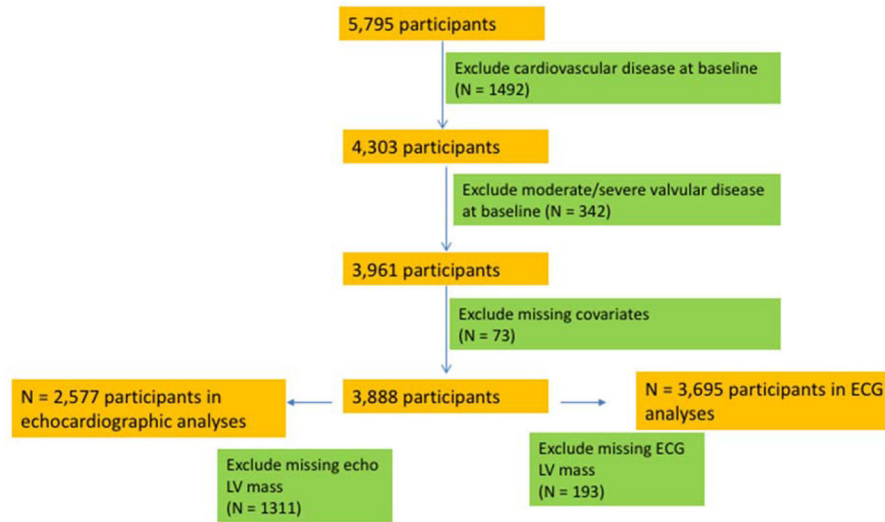 5,795 participants
Exclude cardiovascular disease at baseline
(N = 1492)
4,303 participants
Exclude moderate/severe valvular disease
at baseline (N = 342)
3,961 participants
Exclude missing covariates
(N = 73)
N = 2,577 participants in
echocardiographic analyses
3,888 participants
N = 3,695 participants in ECG
analyses
Exclude missing echo
LV mass
(N = 1311)
Exclude missing ECG
LV mass
(N = 193)